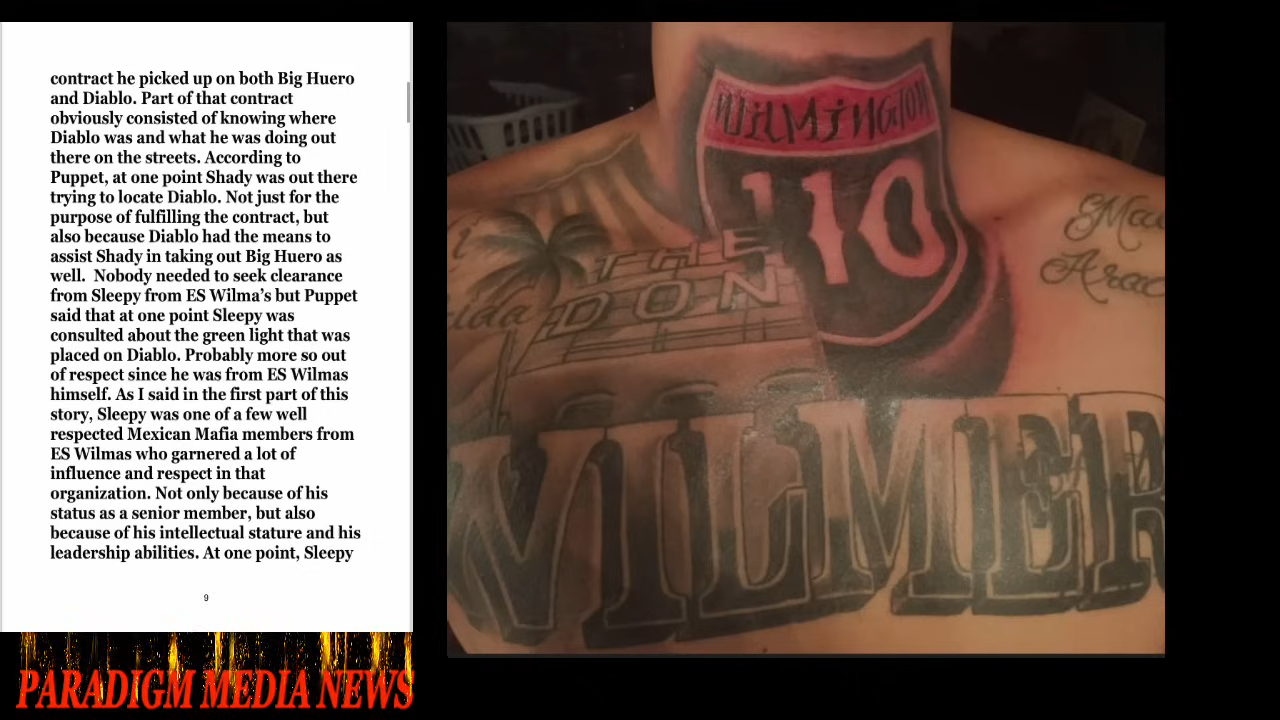 contract he picked up on both Big Huero
and Diablo. Part of that contract
obviously consisted of knowing where
Diablo was and what he was doing out
there on the streets. According to
Puppet, at one point Shady was out there
trying to locate Diablo. Not just for the
purpose of fulfilling the contract, but
also because Diablo had the means to
assist Shady in taking out Big Huero as
well.  Nobody needed to seek clearance
from Sleepy from ES Wilma's but Puppet
said that at one point Sleepy was
consulted about the green light that was
placed on Diablo. Probably more so out
of respect since he was from ES Wilmas
himself. As I said in the first part of this
story, Sleepy was one of a few well
respected Mexican Mafia members from
ES Wilmas who garnered a lot of
influence and respect in that
organization. Not only because of his
status as a senior member, but also
because of his intellectual stature and his
leadership abilities. At one point, Sleepy
9
PARADIGM MEDIA NEWS
WILMINGTON
110
THE
DON
WILMER